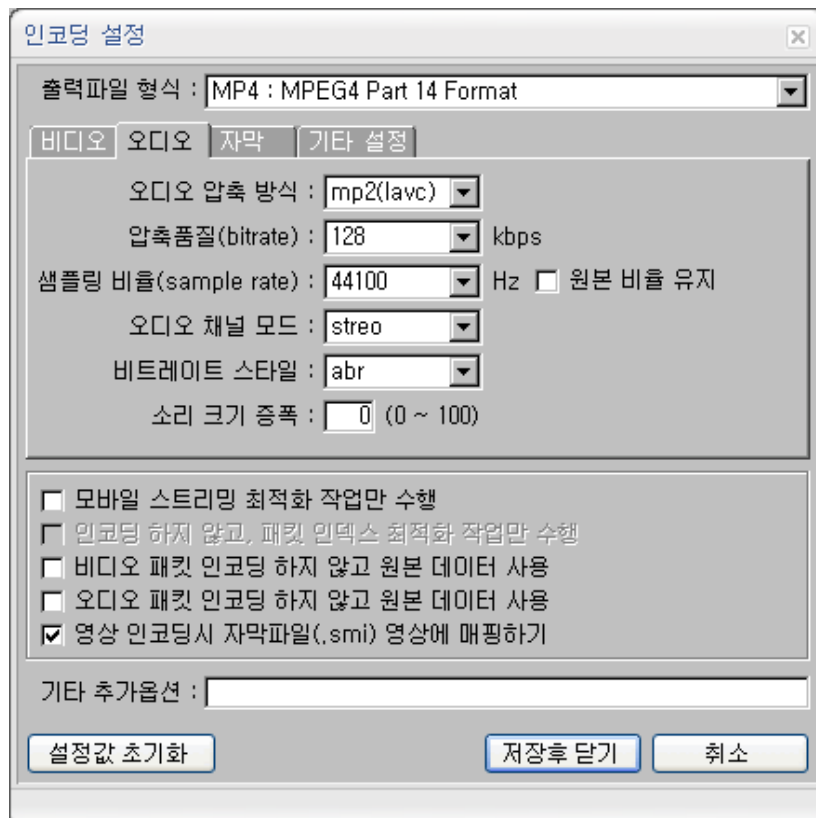 인코딩 설정
출력파일 형식 : MP4 : MPEG4 Part 14 Format
비디오 오디오 자막 기타 설정
오디오 압축 방식 : mp2(lavc)
압축품질(bitrate) : 128 kbps
샘플링 비율(sample rate) : 44100 Hz 원본 비율 유지
오디오 채널 모드 : streo
비트레이트 스타일 : abr
소리 크기 증폭 : 0 (0 ~ 100)
모바일 스트리밍 최적화 작업만 수행
인코딩 하지 않고, 패킷 인덱스 최적화 작업만 수행
비디오 패킷 인코딩 하지 않고 원본 데이터 사용
오디오 패킷 인코딩 하지 않고 원본 데이터 사용
영상 인코딩시 자막파일(.smi) 영상에 매핑하기
기타 추가옵션 :
설정값 초기화 저장후 닫기 취소